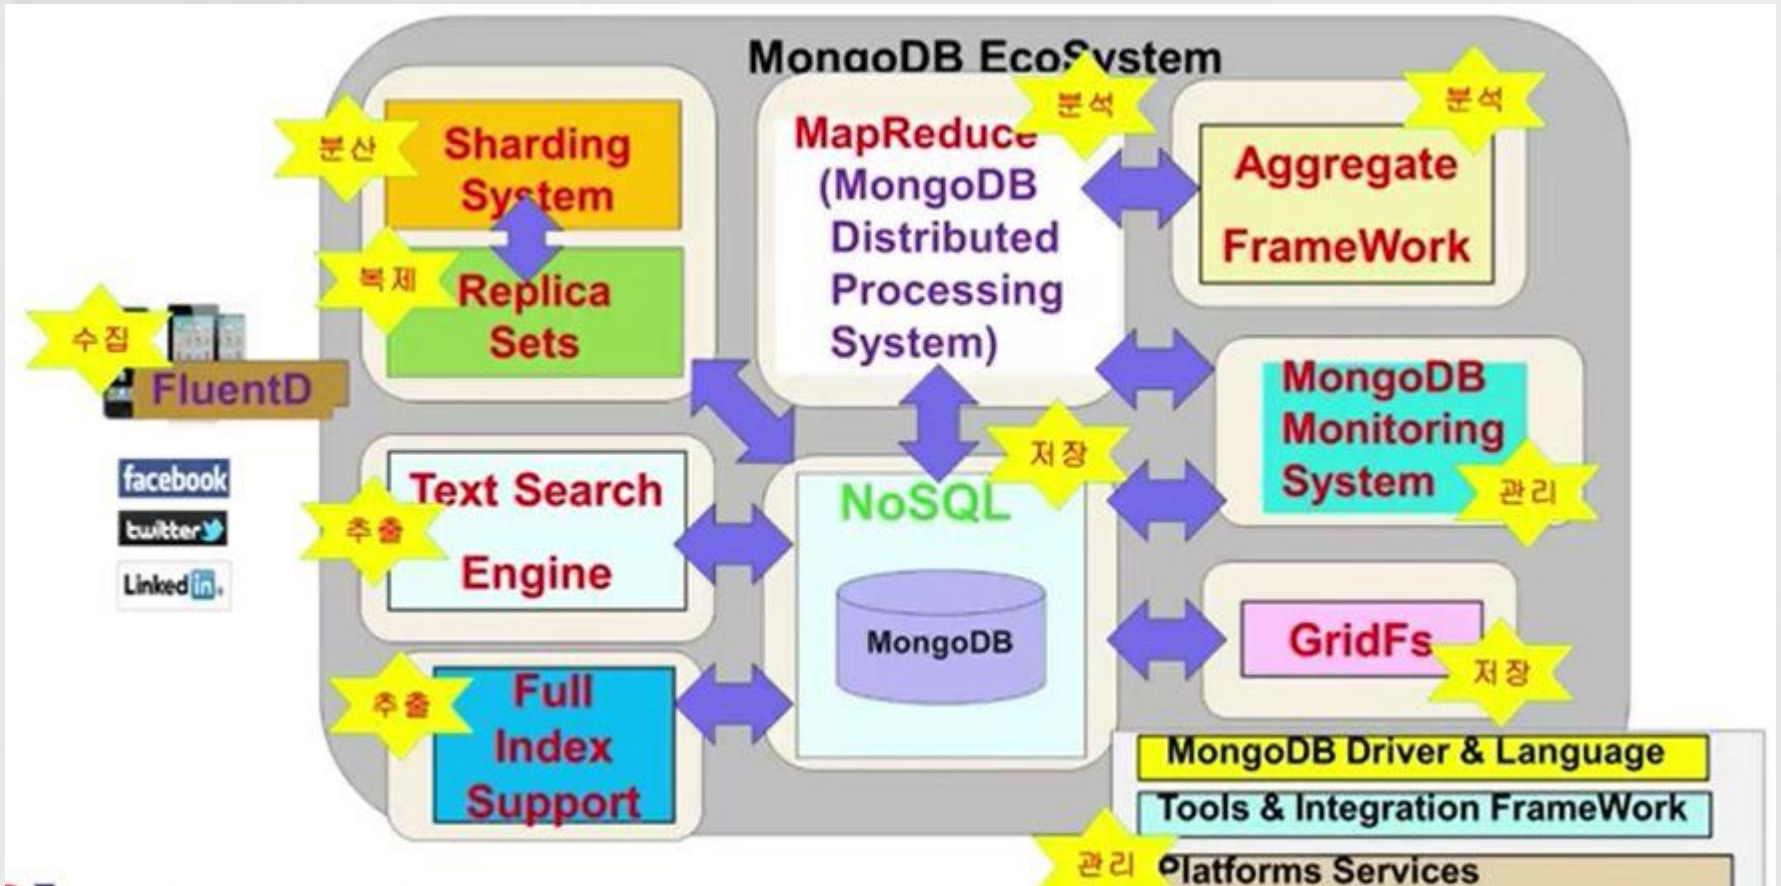 MongoDB EcoSystem
분산
Sharding
System
복제
Replica
Sets
분석
MapReduce
(MongoDB
Distributed
Processing
System)
분석
Aggregate
FrameWork
수집
FluentD
facebook
twitter
Linked in
추출
Text Search
Engine
저장
NoSQL
MongoDB
MongoDB
Monitoring
System
관리
추출
Full
Index
Support
GridFs
저장
MongoDB Driver & Language
Tools & Integration FrameWork
관리
Platforms Services